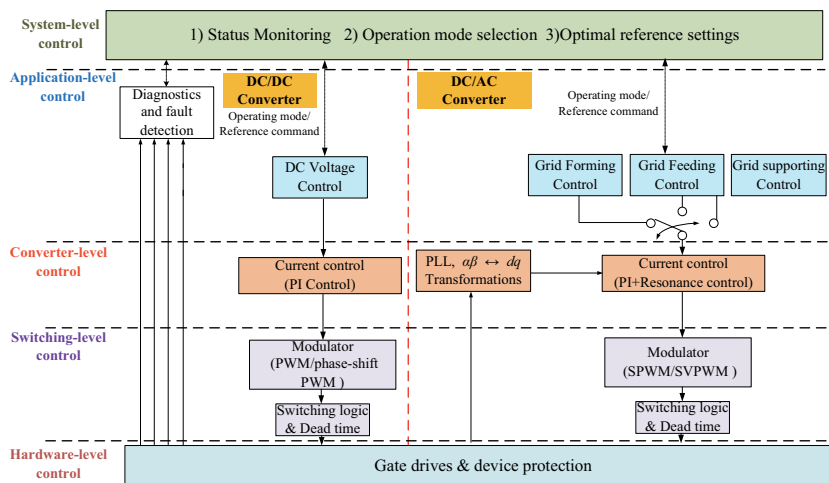 System-level
control
1) Status Monitoring 2) Operation mode selection 3)Optimal reference settings
Application-level
control
Diagnostics
and fault
detection
DC/DC
Converter
Operating mode/
Reference command
DC Voltage
Control
DC/AC
Converter
Operating mode/
Reference command
Grid Forming
Control
Grid Feeding
Control
Grid supporting
Control
Converter-level
control
Current control
(PI Control)
PLL, αβ ↔ dq
Transformations
Current control
(PI+Resonance control)
Switching-level
control
Modulator
(PWM/phase-shift
PWM )
Switching logic
& Dead time
Modulator
(SPWM/SVPWM )
Switching logic
& Dead time
Hardware-level
control
Gate drives & device protection